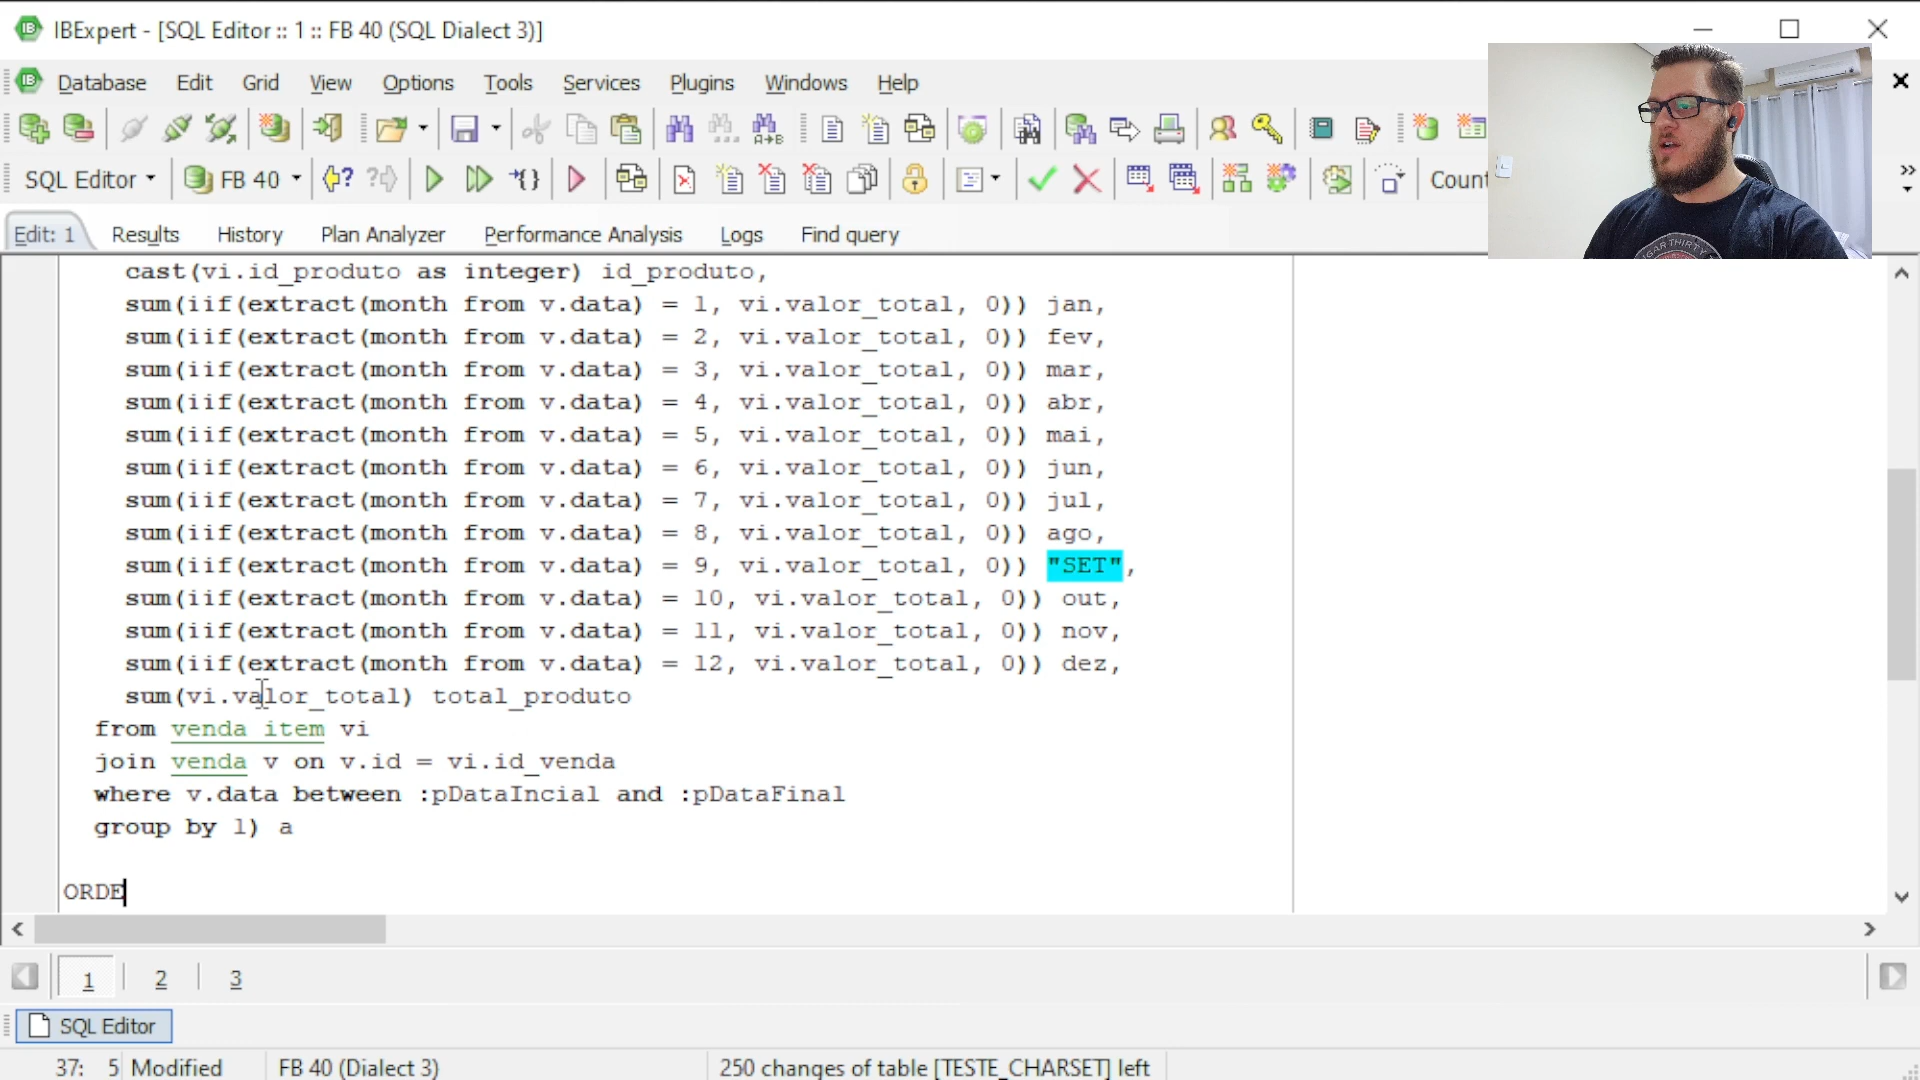 IBExpert - [SQL Editor :: 1 :: FB 40 (SQL Dialect 3)]
Database Edit Grid View Options Tools Services Plugins Windows Help
SQL Editor FB 40 Count
Edit: 1 Results History Plan Analyzer Performance Analysis Logs Find query
cast(vi.id_produto as integer) id_produto,
sum(iif(extract(month from v.data) = 1, vi.valor_total, 0)) jan,
sum(iif(extract(month from v.data) = 2, vi.valor_total, 0)) fev,
sum(iif(extract(month from v.data) = 3, vi.valor_total, 0)) mar,
sum(iif(extract(month from v.data) = 4, vi.valor_total, 0)) abr,
sum(iif(extract(month from v.data) = 5, vi.valor_total, 0)) mai,
sum(iif(extract(month from v.data) = 6, vi.valor_total, 0)) jun,
sum(iif(extract(month from v.data) = 7, vi.valor_total, 0)) jul,
sum(iif(extract(month from v.data) = 8, vi.valor_total, 0)) ago,
sum(iif(extract(month from v.data) = 9, vi.valor_total, 0)) "SET",
sum(iif(extract(month from v.data) = 10, vi.valor_total, 0)) out,
sum(iif(extract(month from v.data) = 11, vi.valor_total, 0)) nov,
sum(iif(extract(month from v.data) = 12, vi.valor_total, 0)) dez,
sum(vi.valor_total) total_produto
from venda_item vi
join venda v on v.id = vi.id_venda
where v.data between :pDataIncial and :pDataFinal
group by 1) a
ORDE
1 2 3
SQL Editor
37: 5 Modified FB 40 (Dialect 3) 250 changes of table [TESTE_CHARSET] left